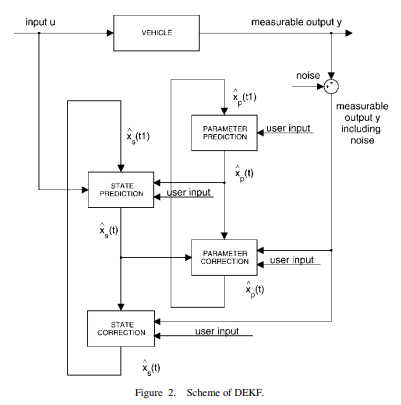 input u
measurable output y
VEHICLE
noise
+
+
measurable
output y
including
noise
x̂p(t1)
x̂s(t1)
PARAMETER
PREDICTION
user input
x̂p(t)
STATE
PREDICTION
user input
x̂s(t)
PARAMETER
CORRECTION
user input
x̂p(t)
STATE
CORRECTION
user input
x̂s(t)
Figure 2. Scheme of DEKF.